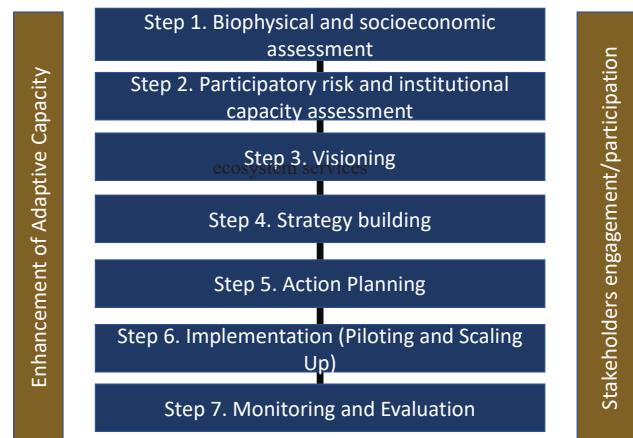 Enhancement of Adaptive Capacity
Step 1. Biophysical and socioeconomic
assessment
Step 2. Participatory risk and institutional
capacity assessment
Step 3. Visioning
ecosystem services
Step 4. Strategy building
Step 5. Action Planning
Step 6. Implementation (Piloting and Scaling
Up)
Step 7. Monitoring and Evaluation
Stakeholders engagement/participation